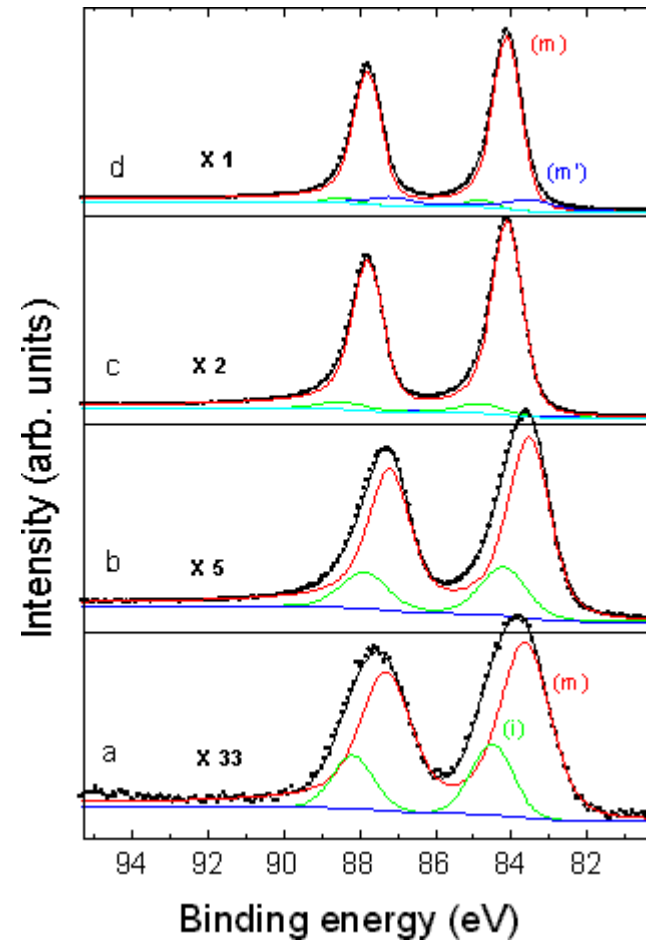 (m)
(m')
d X 1
c X 2
b X 5
(m)
(i)
a X 33
Intensity (arb. units)
94 92 90 88 86 84 82
Binding energy (eV)